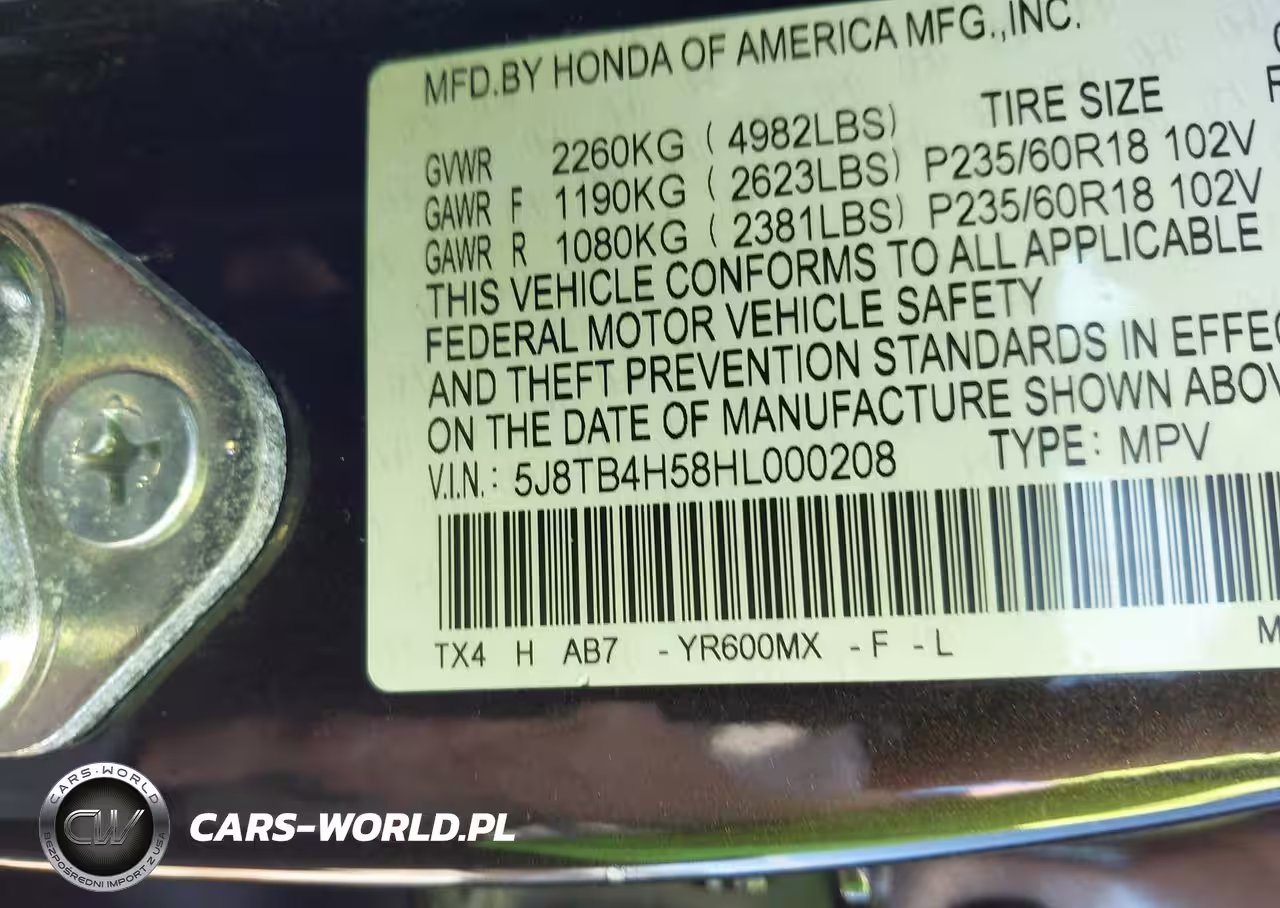 MFD.BY HONDA OF AMERICA MFG.,INC.
TIRE SIZE
GVWR 2260KG ( 4982LBS)
GAWR F 1190KG ( 2623LBS) P235/60R18 102V
GAWR R 1080KG ( 2381LBS) P235/60R18 102V
THIS VEHICLE CONFORMS TO ALL APPLICABLE
FEDERAL MOTOR VEHICLE SAFETY
AND THEFT PREVENTION STANDARDS IN EFFEC
ON THE DATE OF MANUFACTURE SHOWN ABOV
V.I.N.: 5J8TB4H58HL000208 TYPE: MPV
TX4 H AB7 -YR600MX -F -L
CARS-WORLD
CW
BEZPOŚREDNI IMPORT Z USA
CARS-WORLD.PL